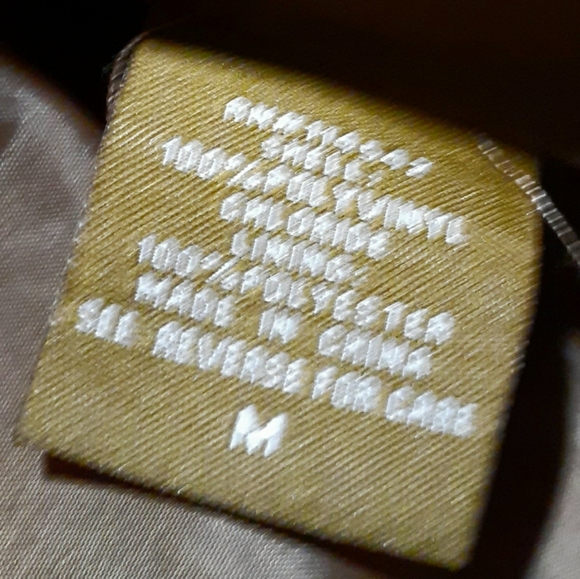 SHELL:
100% POLYVINYL
CHLORIDE
LINING:
100% POLYESTER
MADE IN CHINA
SEE REVERSE FOR CARE
M